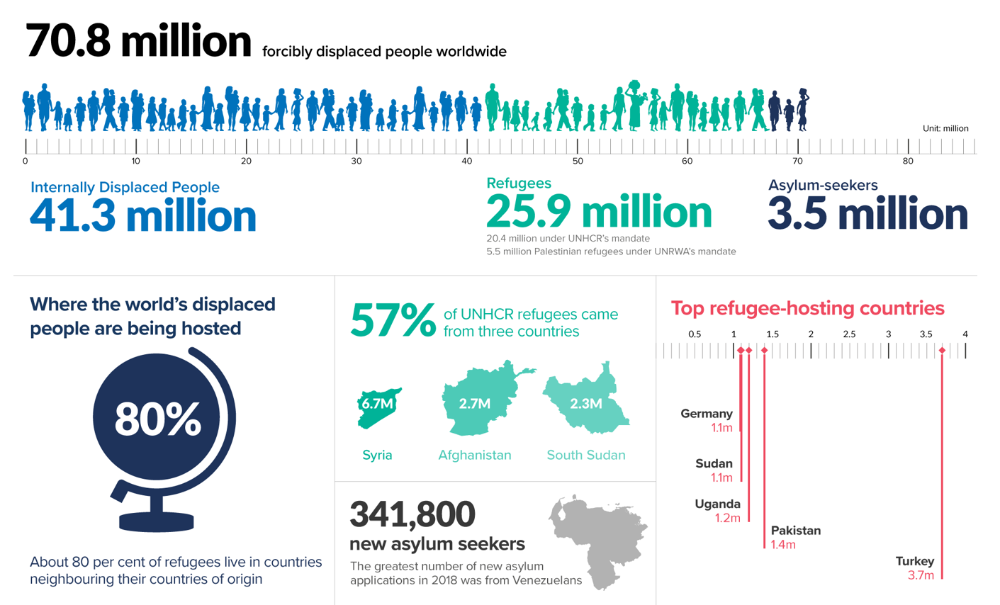 70.8 million forcibly displaced people worldwide
Unit: million
0 10 20 30 40 50 60 70 80
Internally Displaced People
41.3 million
Refugees
25.9 million
20.4 million under UNHCR's mandate
5.5 million Palestinian refugees under UNRWA's mandate
Asylum-seekers
3.5 million
Where the world's displaced
people are being hosted
80%
About 80 per cent of refugees live in countries
neighbouring their countries of origin
57% of UNHCR refugees came
from three countries
6.7M 2.7M 2.3M
Syria Afghanistan South Sudan
341,800
new asylum seekers
The greatest number of new asylum
applications in 2018 was from Venezuelans
Top refugee-hosting countries
0.5 1 1.5 2 2.5 3 3.5 4
Germany
1.1m
Sudan
1.1m
Uganda
1.2m
Pakistan
1.4m
Turkey
3.7m